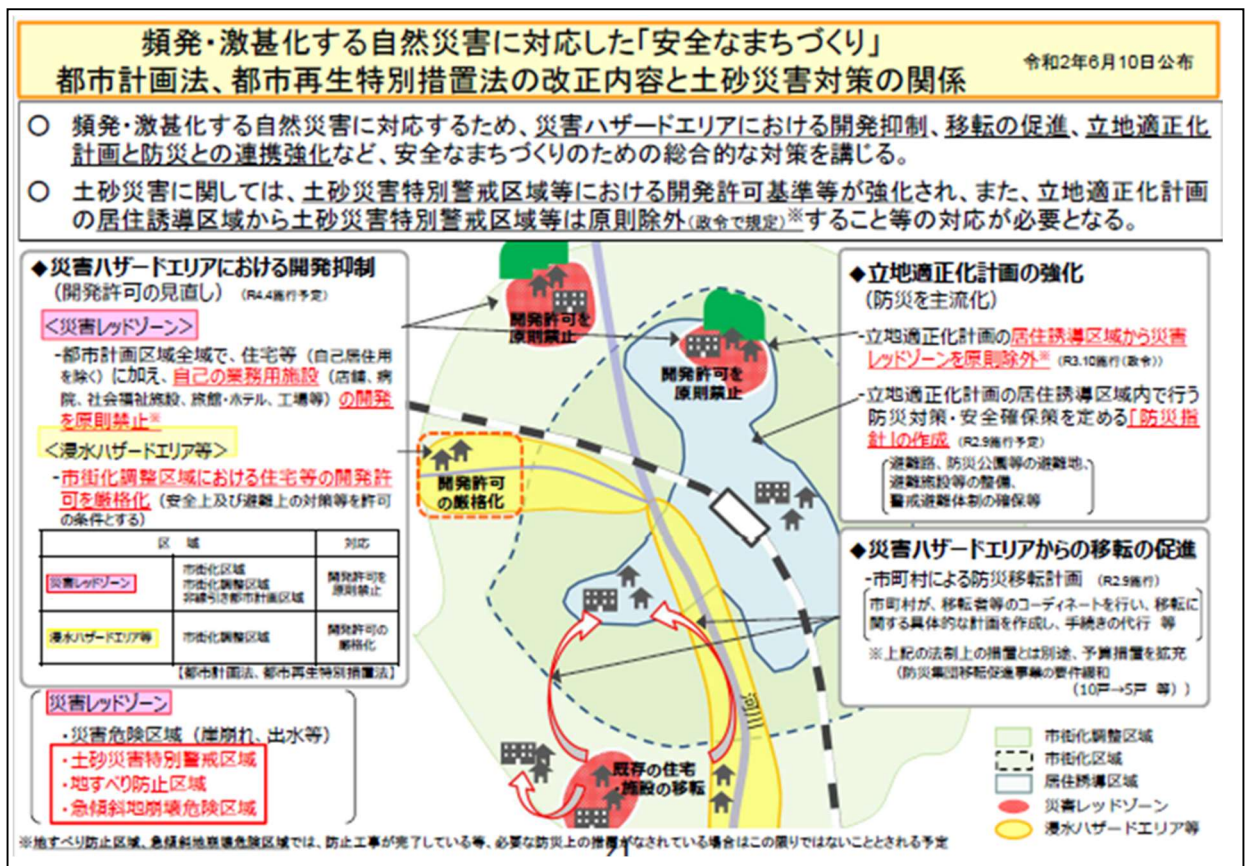 頻発・激甚化する自然災害に対応した「安全なまちづくり」
都市計画法、都市再生特別措置法の改正内容と土砂災害対策の関係
令和2年6月10日公布
○ 頻発・激甚化する自然災害に対応するため、災害ハザードエリアにおける開発抑制、移転の促進、立地適正化
計画と防災との連携強化など、安全なまちづくりのための総合的な対策を講じる。
○ 土砂災害に関しては、土砂災害特別警戒区域等における開発許可基準等が強化され、また、立地適正化計画
の居住誘導区域から土砂災害特別警戒区域等は原則除外(政令で規定)※すること等の対応が必要となる。
◆災害ハザードエリアにおける開発抑制
(開発許可の見直し) (R4.4施行予定)
<災害レッドゾーン>
-都市計画区域全域で、住宅等(自己居住用
を除く)に加え、自己の業務用施設(店舗、病
院、社会福祉施設、旅館・ホテル、工場等)の開発
を原則禁止※
<浸水ハザードエリア等>
-市街化調整区域における住宅等の開発許
可を厳格化(安全上及び避難上の対策等を許可
の条件とする)
区 域 対応
災害レッドゾーン
市街化区域
市街化調整区域
非線引き都市計画区域
開発許可を
原則禁止
浸水ハザードエリア等
市街化調整区域
開発許可の
厳格化
【都市計画法、都市再生特別措置法】
災害レッドゾーン
・災害危険区域(崖崩れ、出水等)
・土砂災害特別警戒区域
・地すべり防止区域
・急傾斜地崩壊危険区域
開発許可を
原則禁止
開発許可を
原則禁止
開発許可
の厳格化
河川
既存の住宅
・施設の移転
◆立地適正化計画の強化
(防災を主流化)
-立地適正化計画の居住誘導区域から災害
レッドゾーンを原則除外※ (R3.10施行(政令))
-立地適正化計画の居住誘導区域内で行う
防災対策・安全確保策を定める「防災指
針」の作成 (R2.9施行予定)
避難路、防災公園等の避難地、
避難施設等の整備、
警戒避難体制の確保等
◆災害ハザードエリアからの移転の促進
-市町村による防災移転計画 (R2.9施行)
市町村が、移転者等のコーディネートを行い、移転に
関する具体的な計画を作成し、手続きの代行 等
※上記の法制上の措置とは別途、予算措置を拡充
(防災集団移転促進事業の要件緩和
(10戸→5戸 等))
市街化調整区域
市街化区域
居住誘導区域
災害レッドゾーン
浸水ハザードエリア等
※地すべり防止区域、急傾斜地崩壊危険区域では、防止工事が完了している等、必要な防災上の措置がなされている場合はこの限りではないこととされる予定
21